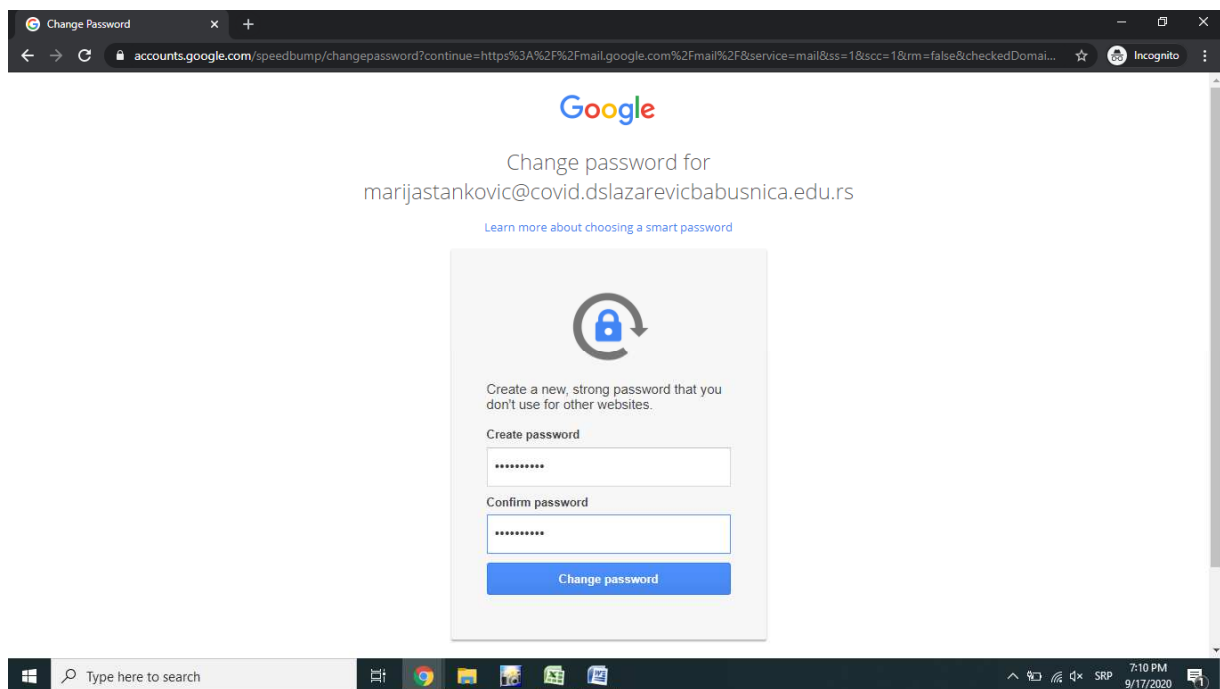 Change Password
accounts.google.com/speedbump/changepassword?continue=https%3A%2F%2Fmail.google.com%2Fmail%2F&service=mail&ss=1&scc=1&rm=false&checkedDomai...
Incognito
Google
Change password for
marijastankovic@covid.dslazarevicbabusnica.edu.rs
Learn more about choosing a smart password
Create a new, strong password that you
don't use for other websites.
Create password
••••••••••
Confirm password
••••••••••
Change password
Type here to search
SRP
7:10 PM
9/17/2020
1